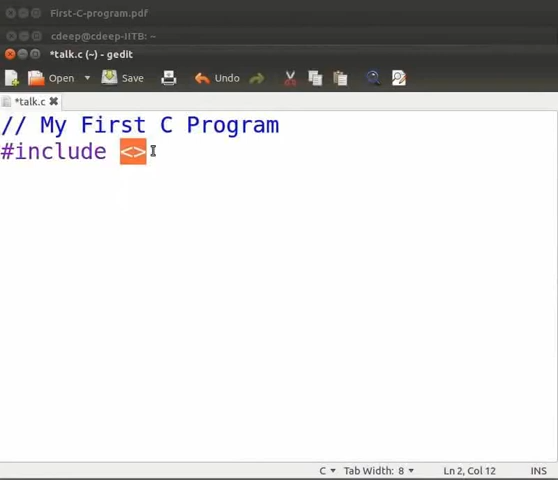 First-C-program.pdf
cdeep@cdeep-IITB: ~
*talk.c (~) - gedit
Open Save Undo
*talk.c
// My First C Program
#include <>
C Tab Width: 8 Ln 2, Col 12 INS